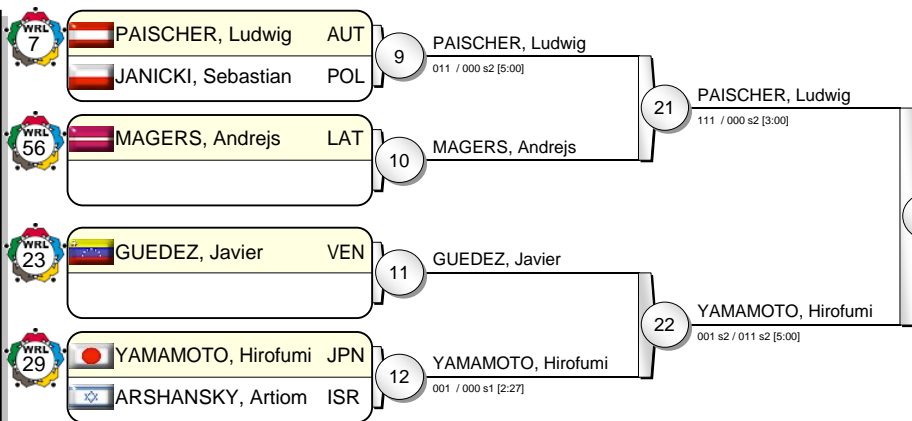 WRL
7
PAISCHER, Ludwig AUT
JANICKI, Sebastian POL
9
PAISCHER, Ludwig
011 / 000 s2 [5:00]
21
PAISCHER, Ludwig
111 / 000 s2 [3:00]
WRL
56
MAGERS, Andrejs LAT
10
MAGERS, Andrejs
WRL
23
GUEDEZ, Javier VEN
11
GUEDEZ, Javier
22
YAMAMOTO, Hirofumi
001 s2 / 011 s2 [5:00]
WRL
29
YAMAMOTO, Hirofumi JPN
ARSHANSKY, Artiom ISR
12
YAMAMOTO, Hirofumi
001 / 000 s1 [2:27]